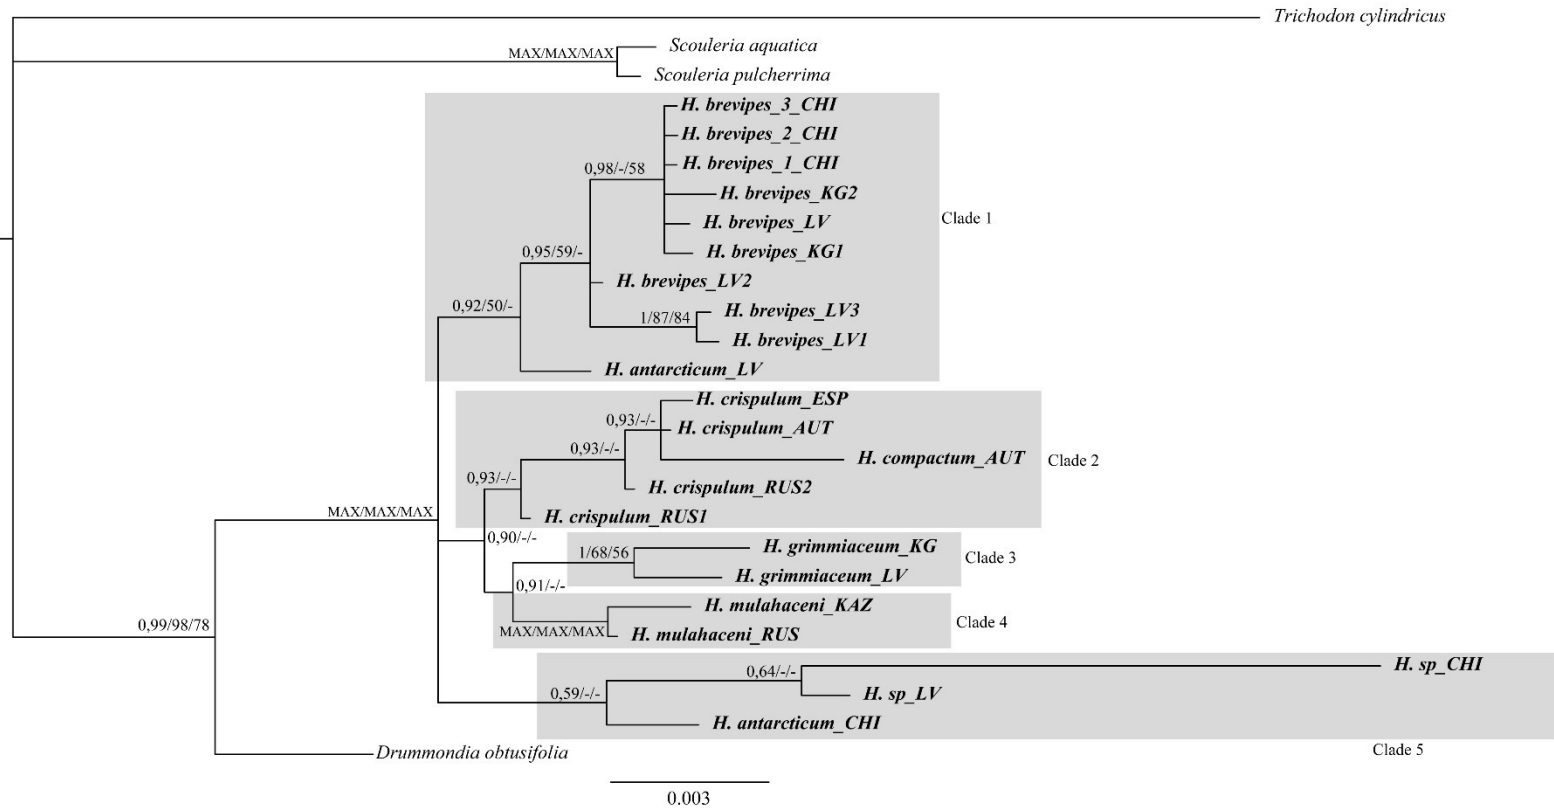 Trichodon cylindricus
MAX/MAX/MAX
Scouleria aquatica
Scouleria pulcherrima
H. brevipes_3_CHI
H. brevipes_2_CHI
0,98/-/58
H. brevipes_1_CHI
H. brevipes_KG2
H. brevipes_LV
Clade 1
H. brevipes_KG1
0,95/59/-
H. brevipes_LV2
0,92/50/-
H. brevipes_LV3
1/87/84
H. brevipes_LV1
H. antarcticum_LV
H. crispulum_ESP
0,93/-/-
H. crispulum_AUT
0,93/-/-
H. compactum_AUT
Clade 2
0,93/-/-
H. crispulum_RUS2
MAX/MAX/MAX
H. crispulum_RUS1
0,90/-/-
H. grimmiaceum_KG
1/68/56
Clade 3
H. grimmiaceum_LV
0,91/-/-
H. mulahaceni_KAZ
Clade 4
0,99/98/78
MAX/MAX/MAX
H. mulahaceni_RUS
H. sp_CHI
0,64/-/-
0,59/-/-
H. sp_LV
H. antarcticum_CHI
Drummondia obtusifolia
Clade 5
0.003